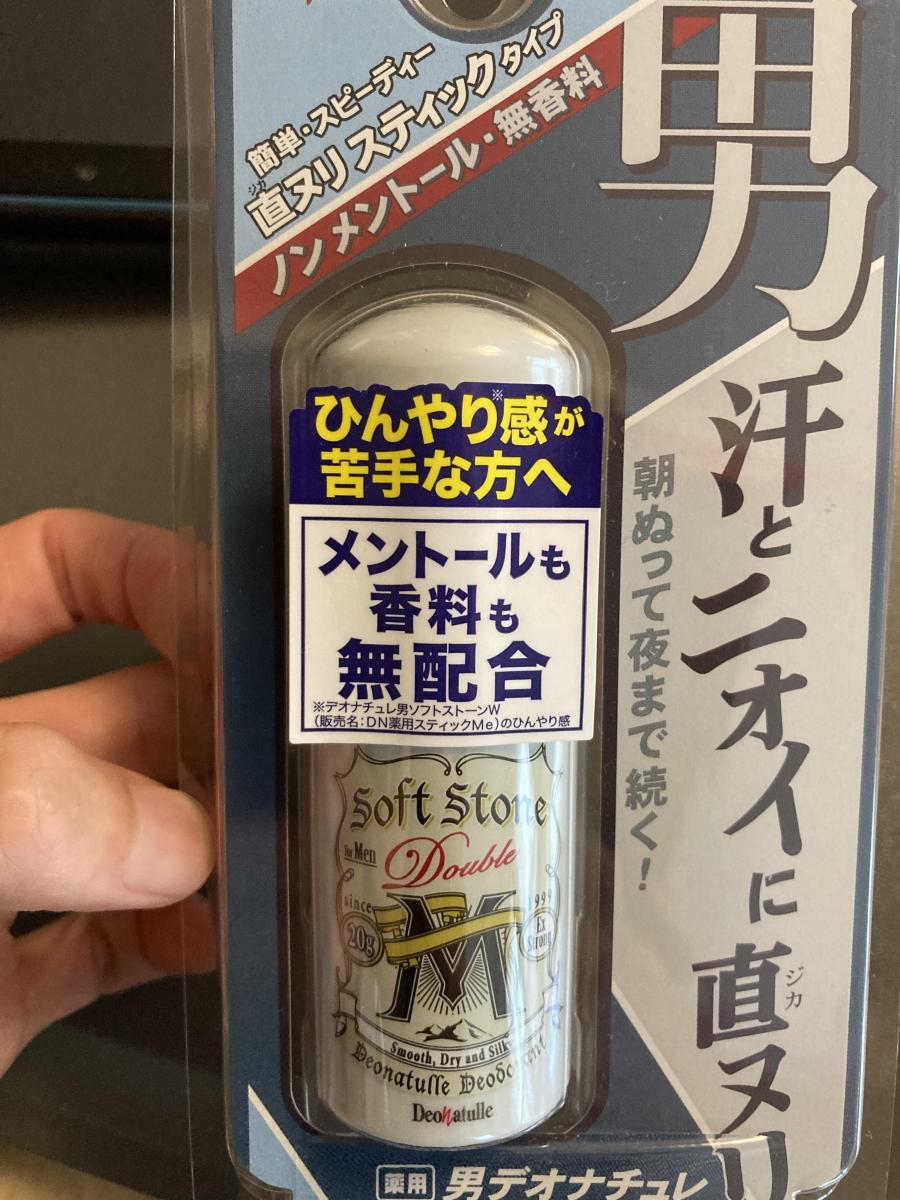 簡単・スピーディー
直ヌリ スティックタイプ
ジカ
ノンメントール・無香料
男
汗とニオイに直ヌリ
ジカ
朝ぬって夜まで続く!
ひんやり※感が
苦手な方へ
メントールも
香料も
無配合
※デオナチュレ男ソフトストーンW
(販売名:DN薬用スティックMe)のひんやり感
Soft Stone
for Men
Double
since 1999
20g
M
Ex Strong
Smooth, Dry and Silky
Deonatulle Deodorant
DeoNatulle
薬用 男デオナチュレ